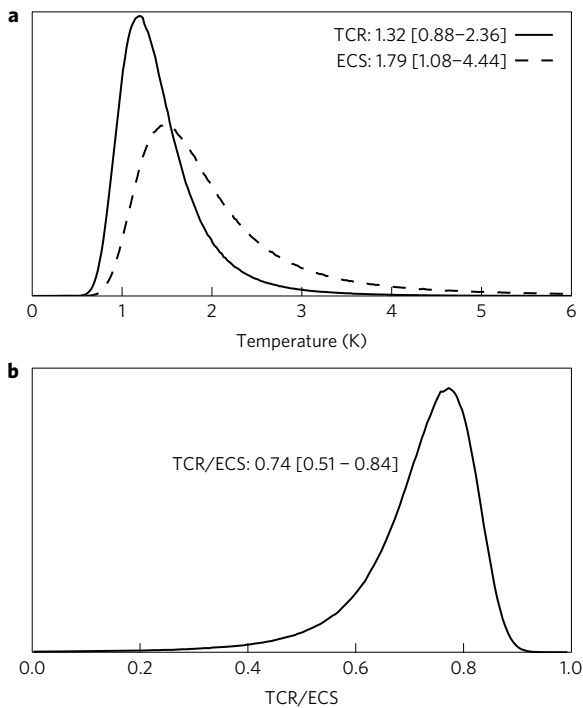 a
TCR: 1.32 [0.88–2.36]
ECS: 1.79 [1.08–4.44]
0 1 2 3 4 5 6
Temperature (K)
b
TCR/ECS: 0.74 [0.51 – 0.84]
0.0 0.2 0.4 0.6 0.8 1.0
TCR/ECS